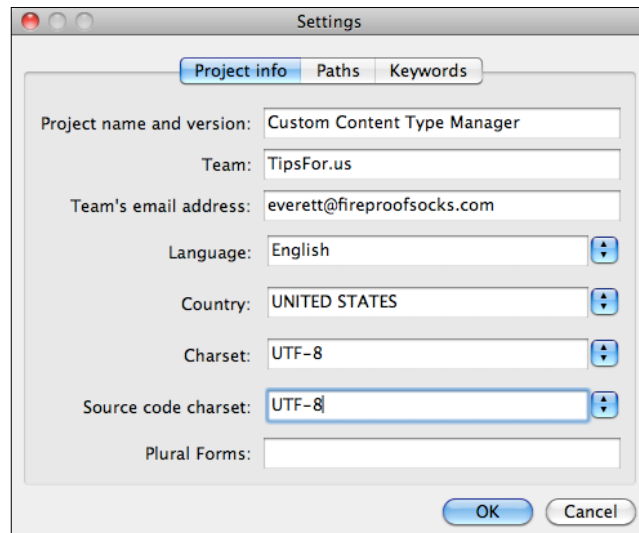 Settings
Project info Paths Keywords
Project name and version: Custom Content Type Manager
Team: TipsFor.us
Team's email address: everett@fireproofsocks.com
Language: English
Country: UNITED STATES
Charset: UTF-8
Source code charset: UTF-8
Plural Forms:
OK Cancel